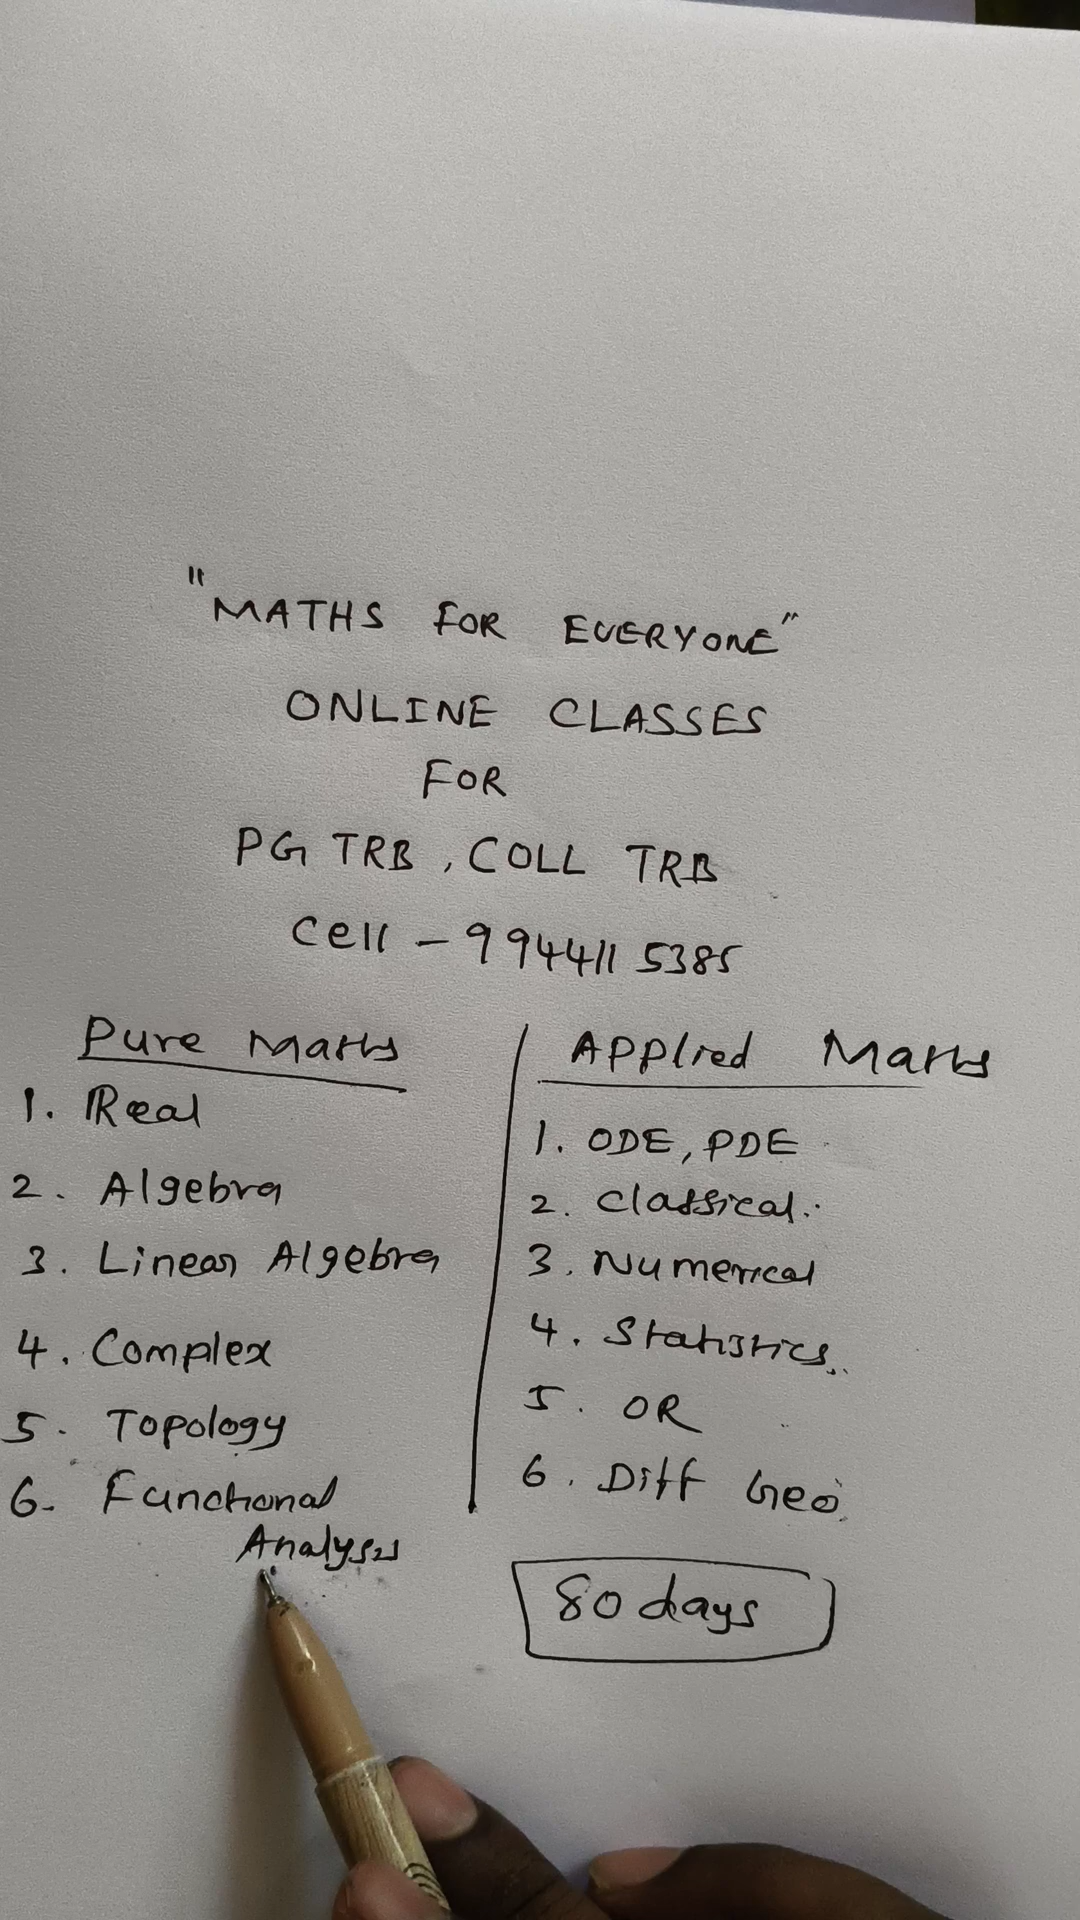 "MATHS FOR EVERYONE"
ONLINE CLASSES
FOR
PG TRB, COLL TRB
Cell - 9944115385
Pure Maths
1. Real
2. Algebra
3. Linear Algebra
4. Complex
5. Topology
6. Functional
Analysis
Applied Maths
1. ODE, PDE
2. Classical..
3. Numerical
4. Statistics..
5. OR
6. Diff Geo.
80 days